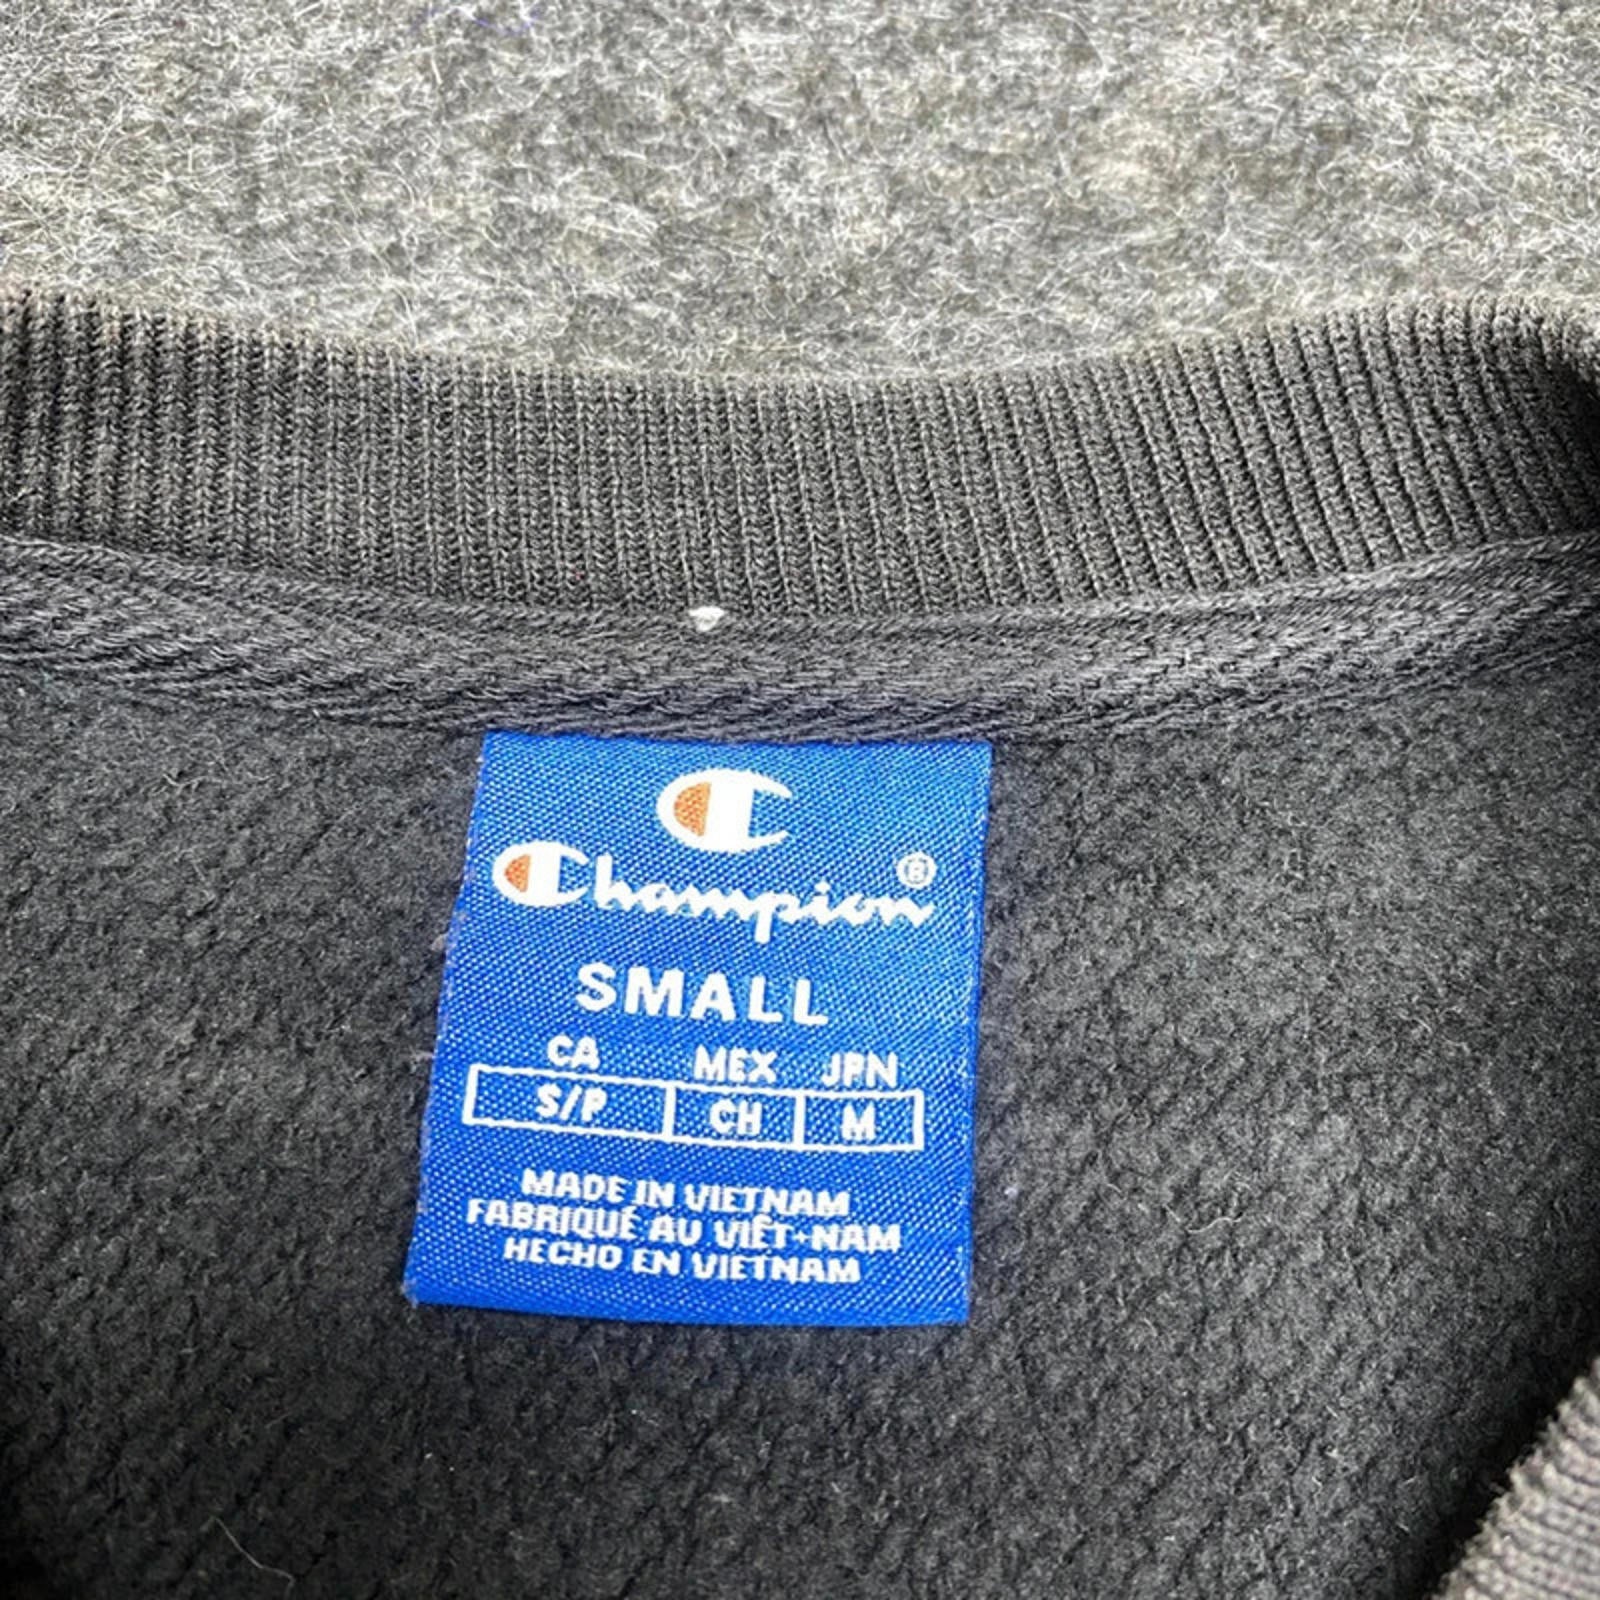 Champion®
SMALL
CA MEX JPN
S/P CH M
MADE IN VIETNAM
FABRIQUÉ AU VIÊT-NAM
HECHO EN VIETNAM